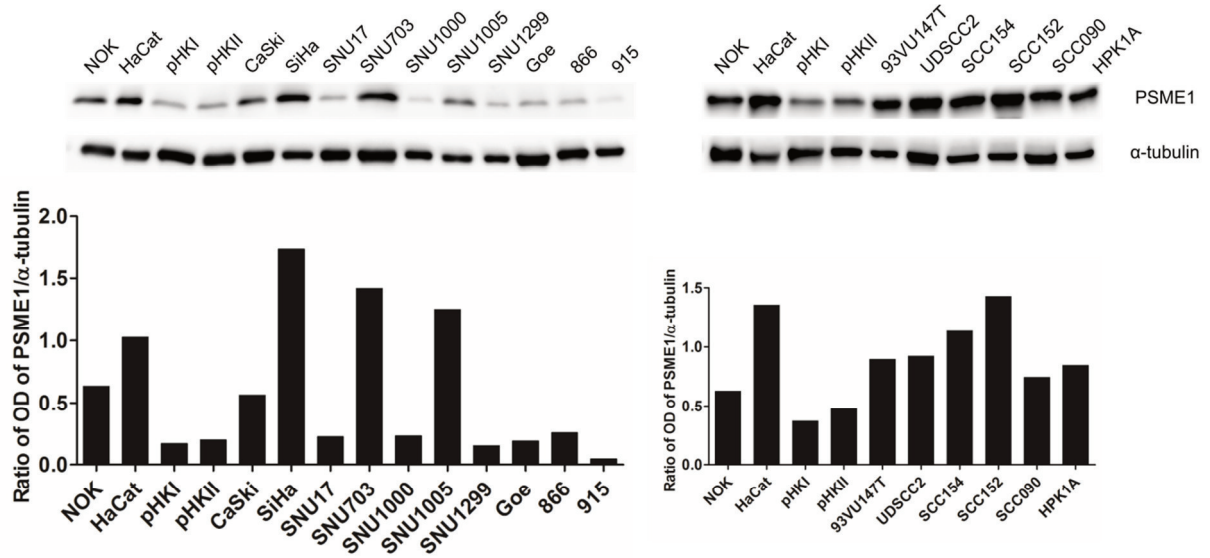 NOK HaCat pHKI pHKII CaSki SiHa SNU17 SNU703 SNU1000 SNU1005 SNU1299 Goe 866 915
NOK HaCat pHKI pHKII 93VU147T UDSCC2 SCC154 SCC152 SCC090 HPK1A
PSME1
α-tubulin
Ratio of OD of PSME1/α-tubulin
2.0
1.5
1.0
0.5
0.0
NOK HaCat pHKI pHKII CaSki SiHa SNU17 SNU703 SNU1000 SNU1005 SNU1299 Goe 866 915
Ratio of OD of PSME1/α-tubulin
1.5
1.0
0.5
0.0
NOK HaCat pHKI pHKII 93VU147T UDSCC2 SCC154 SCC152 SCC090 HPK1A